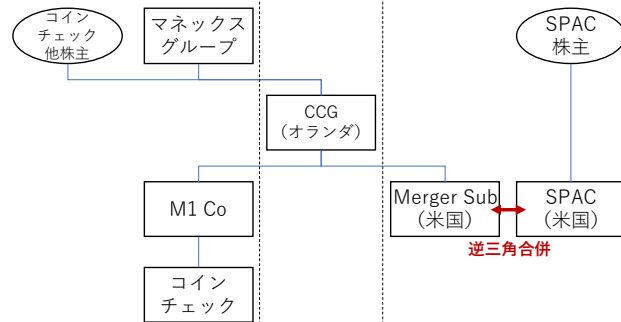 コイン
チェック
他株主
マネックス
グループ
SPAC
株主
CCG
（オランダ）
M1 Co
Merger Sub
（米国）
SPAC
（米国）
逆三角合併
コイン
チェック